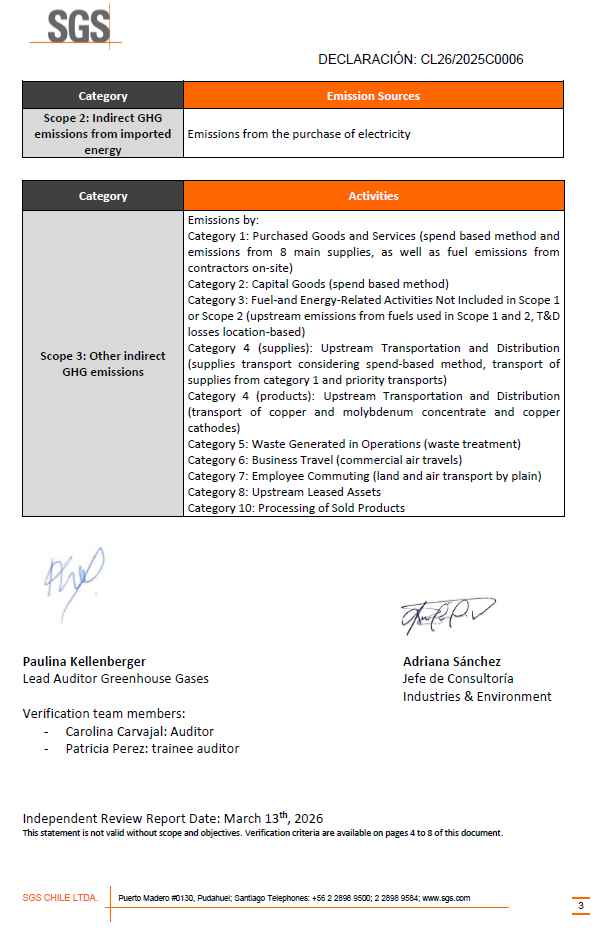 SGS
DECLARACIÓN: CL26/2025C0006
Category
Emission Sources
Scope 2: Indirect GHG
emissions from imported
energy
Emissions from the purchase of electricity
Category
Activities
Scope 3: Other indirect
GHG emissions
Emissions by:
Category 1: Purchased Goods and Services (spend based method and
emissions from 8 main supplies, as well as fuel emissions from
contractors on-site)
Category 2: Capital Goods (spend based method)
Category 3: Fuel-and Energy-Related Activities Not Included in Scope 1
or Scope 2 (upstream emissions from fuels used in Scope 1 and 2, T&D
losses location-based)
Category 4 (supplies): Upstream Transportation and Distribution
(supplies transport considering spend-based method, transport of
supplies from category 1 and priority transports)
Category 4 (products): Upstream Transportation and Distribution
(transport of copper and molybdenum concentrate and copper
cathodes)
Category 5: Waste Generated in Operations (waste treatment)
Category 6: Business Travel (commercial air travels)
Category 7: Employee Commuting (land and air transport by plain)
Category 8: Upstream Leased Assets
Category 10: Processing of Sold Products
Paulina Kellenberger
Lead Auditor Greenhouse Gases
Adriana Sánchez
Jefe de Consultoría
Industries & Environment
Verification team members:
- Carolina Carvajal: Auditor
- Patricia Perez: trainee auditor
Independent Review Report Date: March 13th, 2026
This statement is not valid without scope and objectives. Verification criteria are available on pages 4 to 8 of this document.
SGS CHILE LTDA.
Puerto Madero #0130, Pudahuel; Santiago Telephones: +56 2 2898 9500; 2 2898 9584; www.sgs.com
3